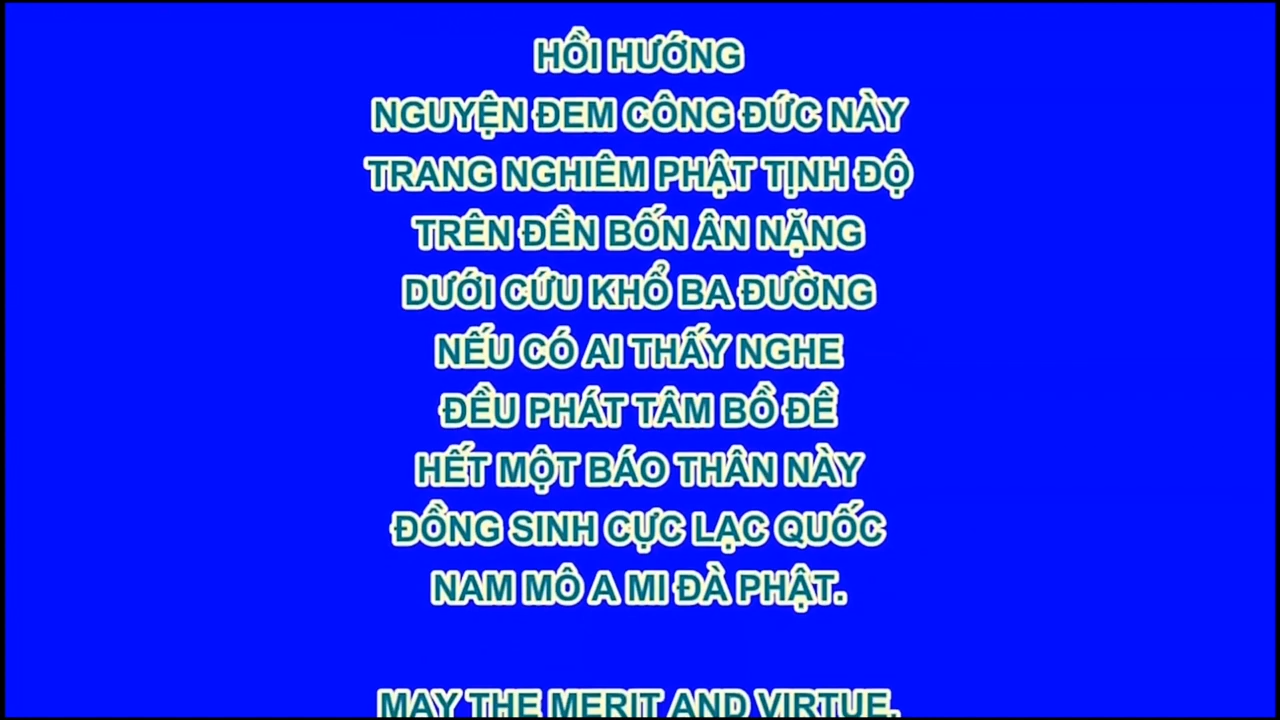 HỒI HƯỚNG
NGUYỆN ĐEM CÔNG ĐỨC NÀY
TRANG NGHIÊM PHẬT TỊNH ĐỘ
TRÊN ĐỀN BỐN ÂN NẶNG
DƯỚI CỨU KHỔ BA ĐƯỜNG
NẾU CÓ AI THẤY NGHE
ĐỀU PHÁT TÂM BỒ ĐỀ
HẾT MỘT BÁO THÂN NÀY
ĐỒNG SINH CỰC LẠC QUỐC
NAM MÔ A MI ĐÀ PHẬT.
MAY THE MERIT AND VIRTUE,